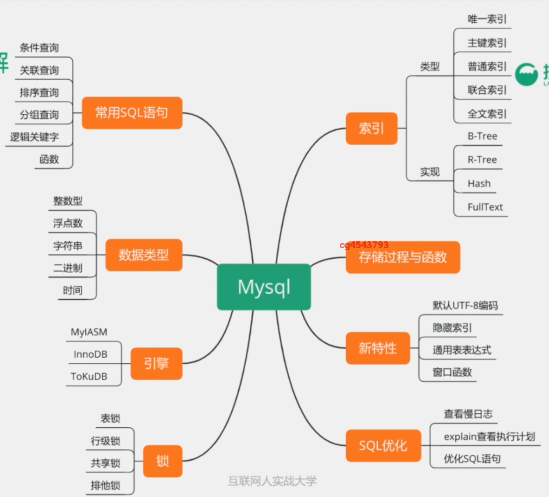 解
条件查询
关联查询
排序查询
分组查询
逻辑关键字
函数
常用SQL语句
整数型
浮点数
字符串
二进制
时间
数据类型
MyIASM
InnoDB
ToKuDB
引擎
表锁
行级锁
共享锁
排他锁
锁
Mysql
索引
类型
唯一索引
主键索引
普通索引
联合索引
全文索引
实现
B-Tree
R-Tree
Hash
FullText
cg4543793
存储过程与函数
新特性
默认UTF-8编码
隐藏索引
通用表表达式
窗口函数
SQL优化
查看慢日志
explain查看执行计划
优化SQL语句
互联网人实战大学